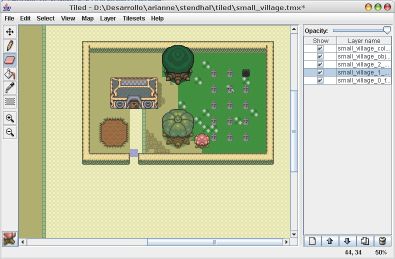 Tiled - D:\Desarrollo\arianne\stendhal\tiled\small_village.tmx*
File Edit Select View Map Layer Tilesets Help
Opacity:
Show Layer name
small_village_col...
small_village_obj...
small_village_2_...
small_village_1_...
small_village_0_f...
44, 34 50%